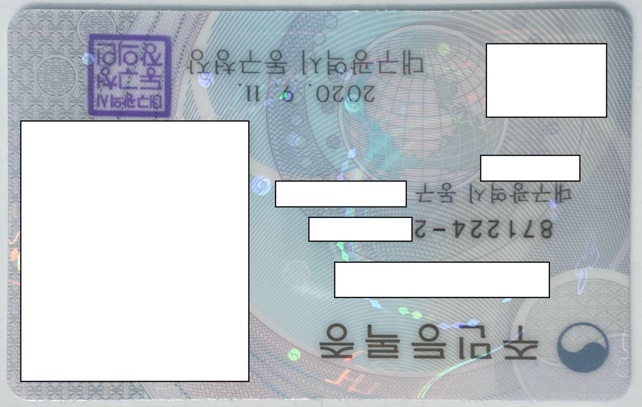 주민등록증
871224-2
대구광역시 동구
2020. 9. 11.
대구광역시 동구청장